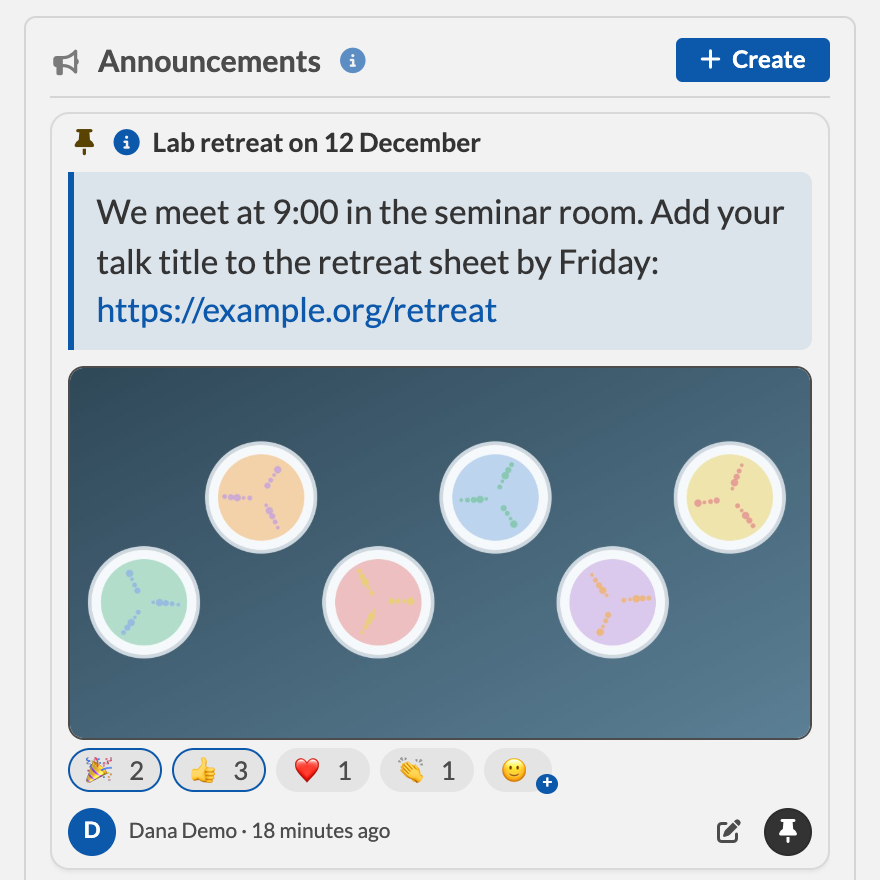 Announcements
+ Create
Lab retreat on 12 December
We meet at 9:00 in the seminar room. Add your
talk title to the retreat sheet by Friday:
https://example.org/retreat
🎉 2 👍 3 ❤️ 1 👏 1
D Dana Demo · 18 minutes ago